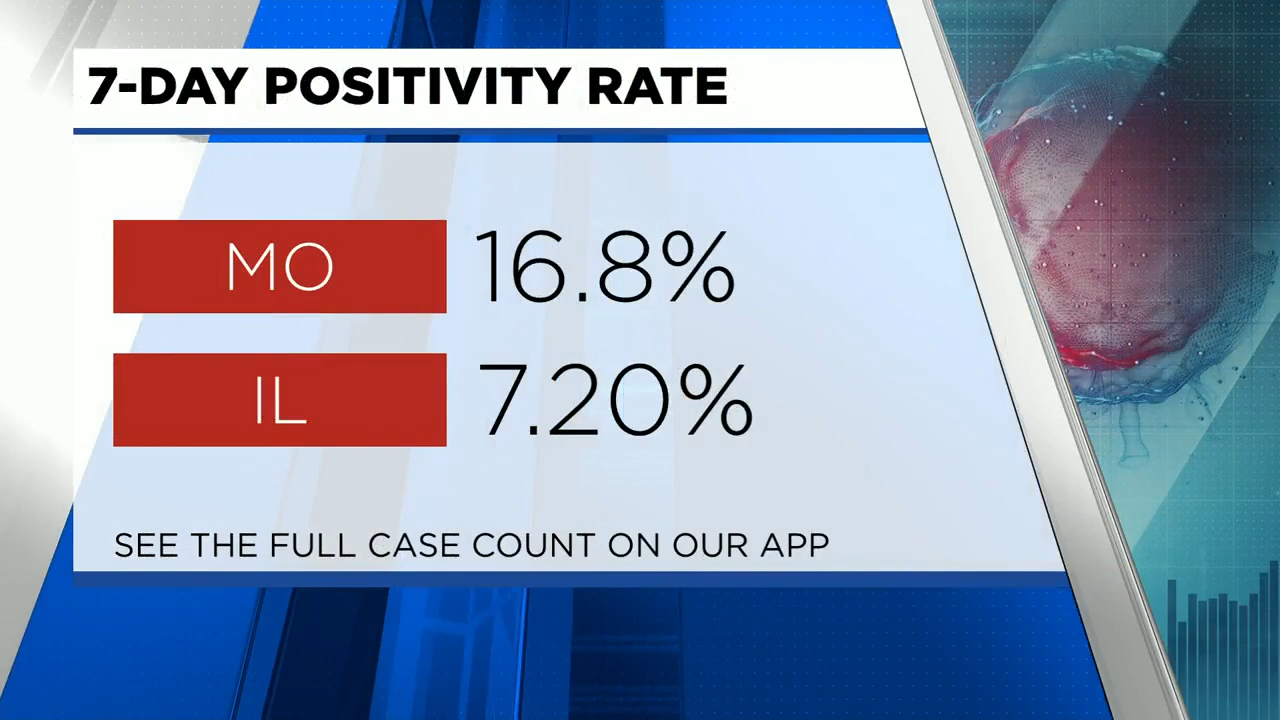 7-DAY POSITIVITY RATE
MO 16.8%
IL 7.20%
SEE THE FULL CASE COUNT ON OUR APP